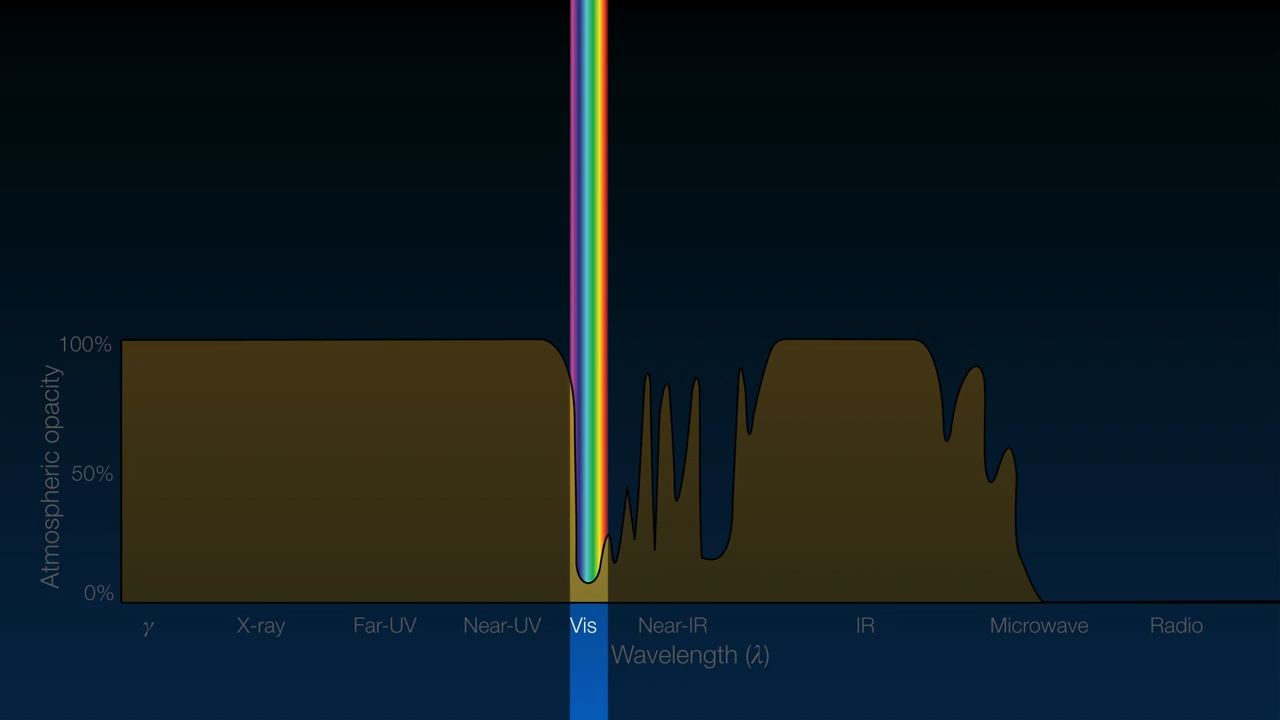 100%
50%
0%
Atmospheric opacity
γ X-ray Far-UV Near-UV Vis Near-IR IR Microwave Radio
Wavelength (λ)